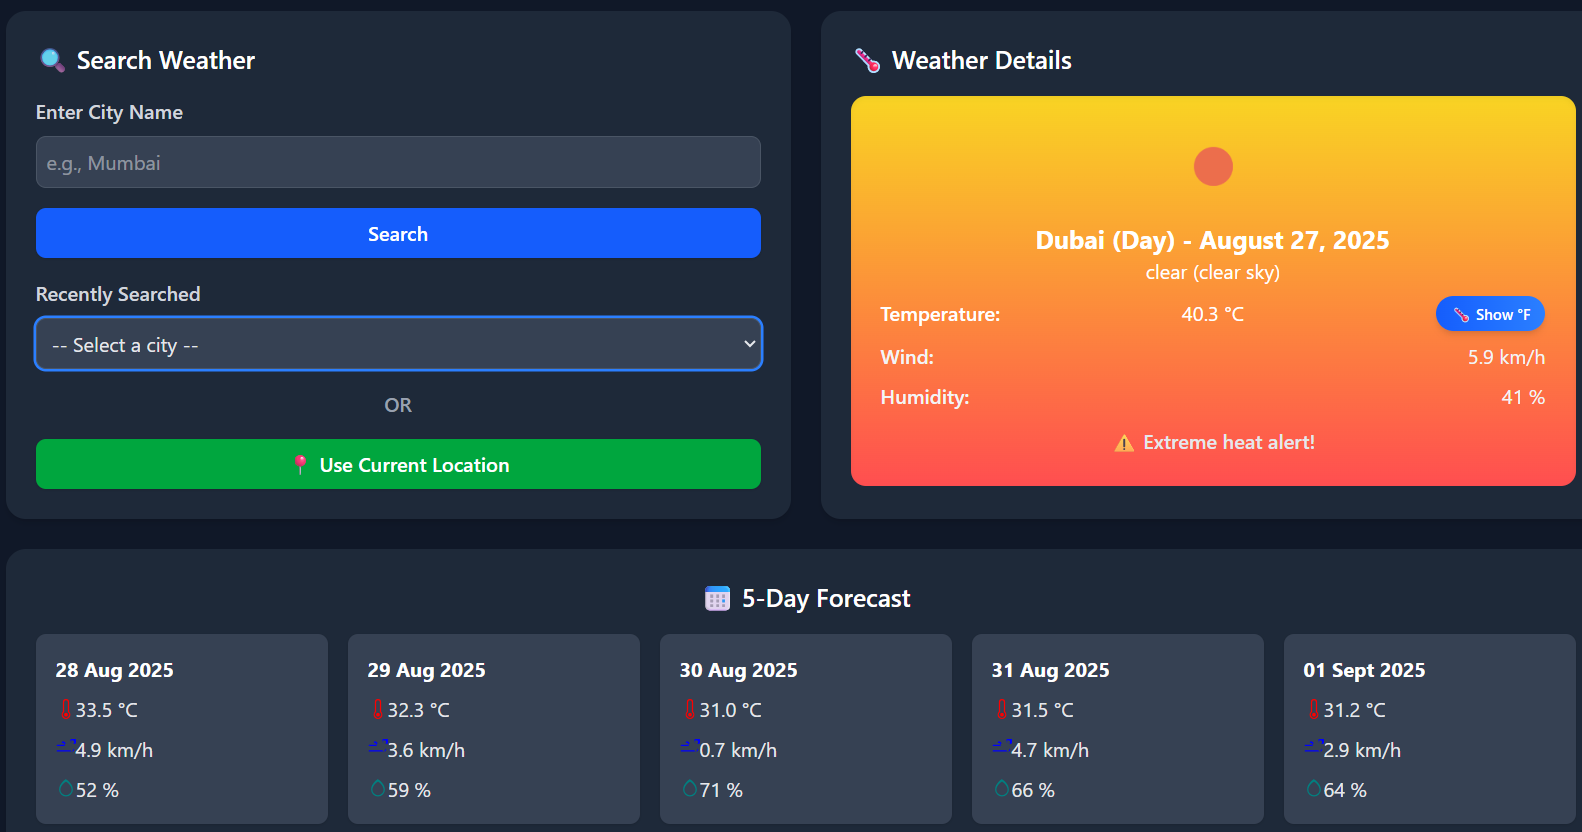 Search Weather
Enter City Name
e.g., Mumbai
Search
Recently Searched
-- Select a city --
OR
Use Current Location
Weather Details
Dubai (Day) - August 27, 2025
clear (clear sky)
Temperature: 40.3 °C Show °F
Wind: 5.9 km/h
Humidity: 41 %
⚠️ Extreme heat alert!
5-Day Forecast
28 Aug 2025
33.5 °C
4.9 km/h
52 %
29 Aug 2025
32.3 °C
3.6 km/h
59 %
30 Aug 2025
31.0 °C
0.7 km/h
71 %
31 Aug 2025
31.5 °C
4.7 km/h
66 %
01 Sept 2025
31.2 °C
2.9 km/h
64 %